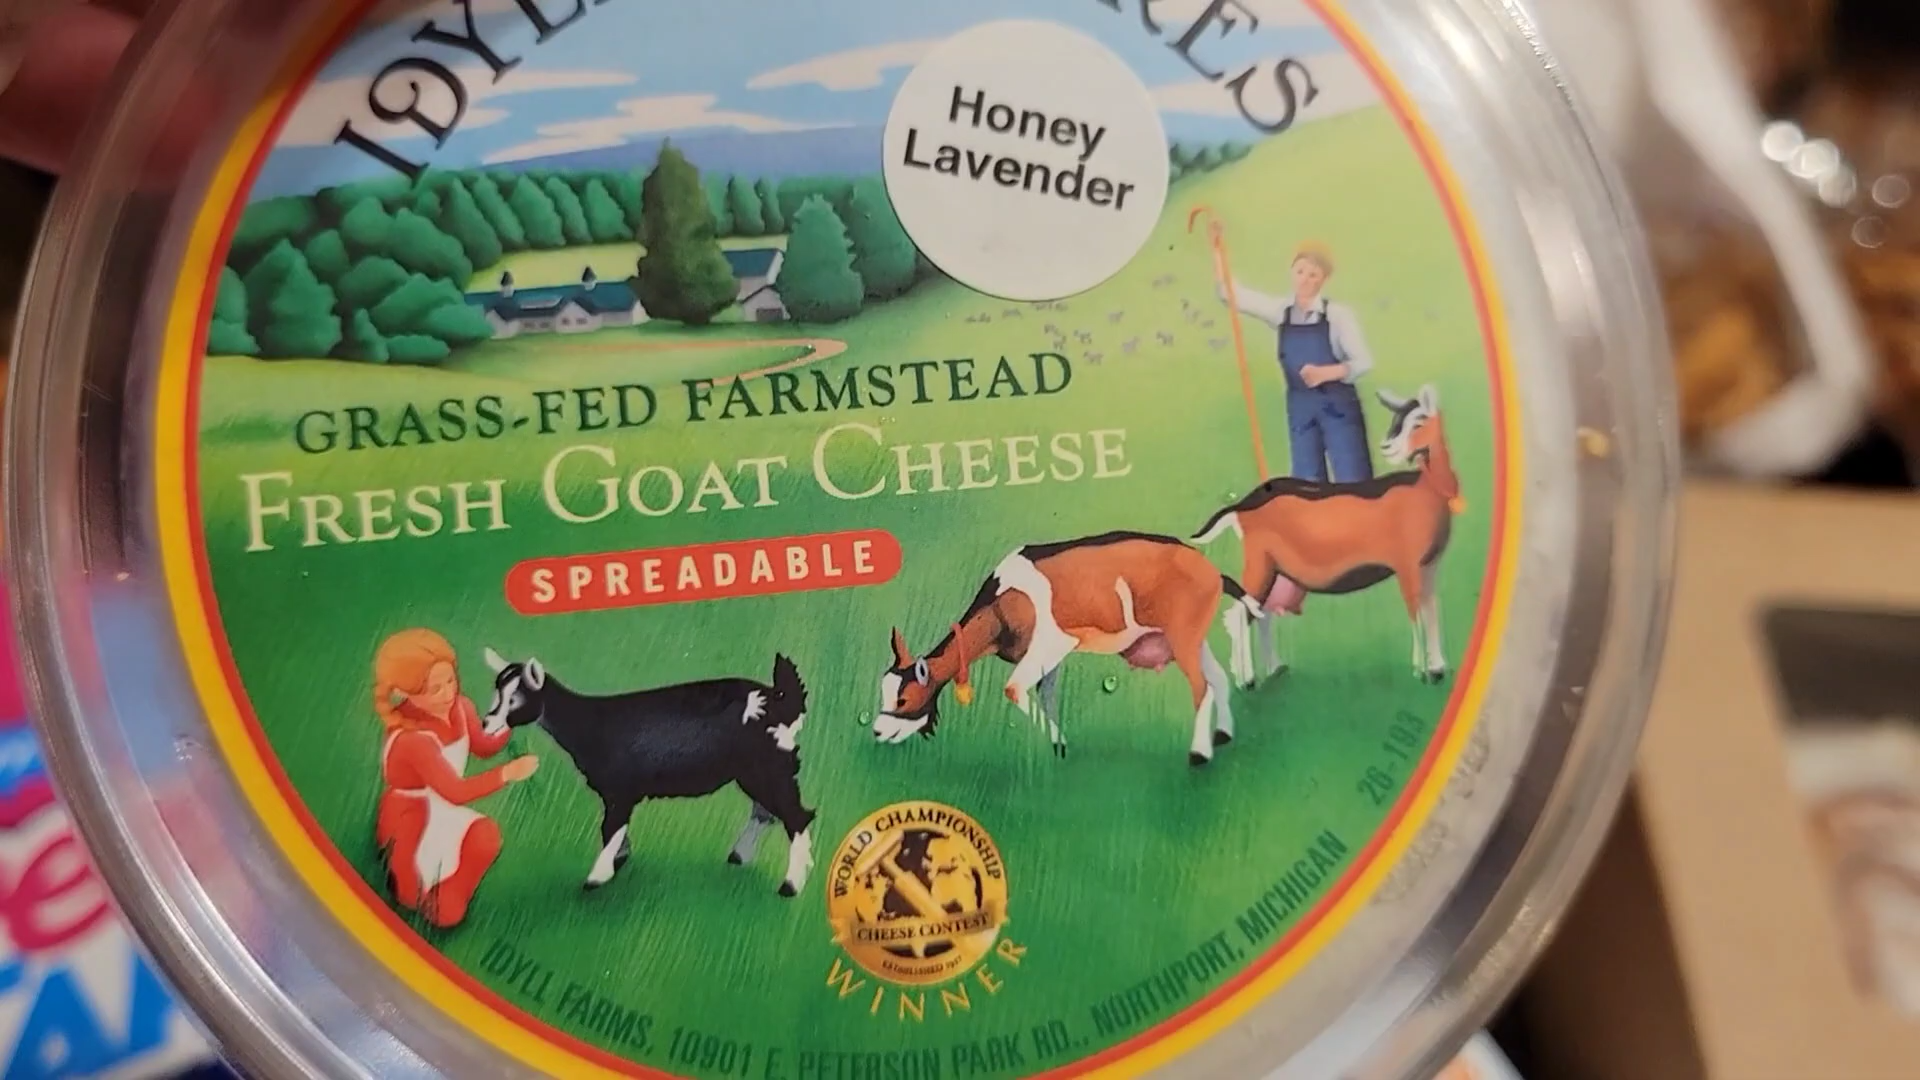 Honey
Lavender
GRASS-FED FARMSTEAD
FRESH GOAT CHEESE
SPREADABLE
WORLD CHAMPIONSHIP
CHEESE CONTEST
WINNER
26-193
IDYLL FARMS, 10901 E. PETERSON PARK RD., NORTHPORT, MICHIGAN